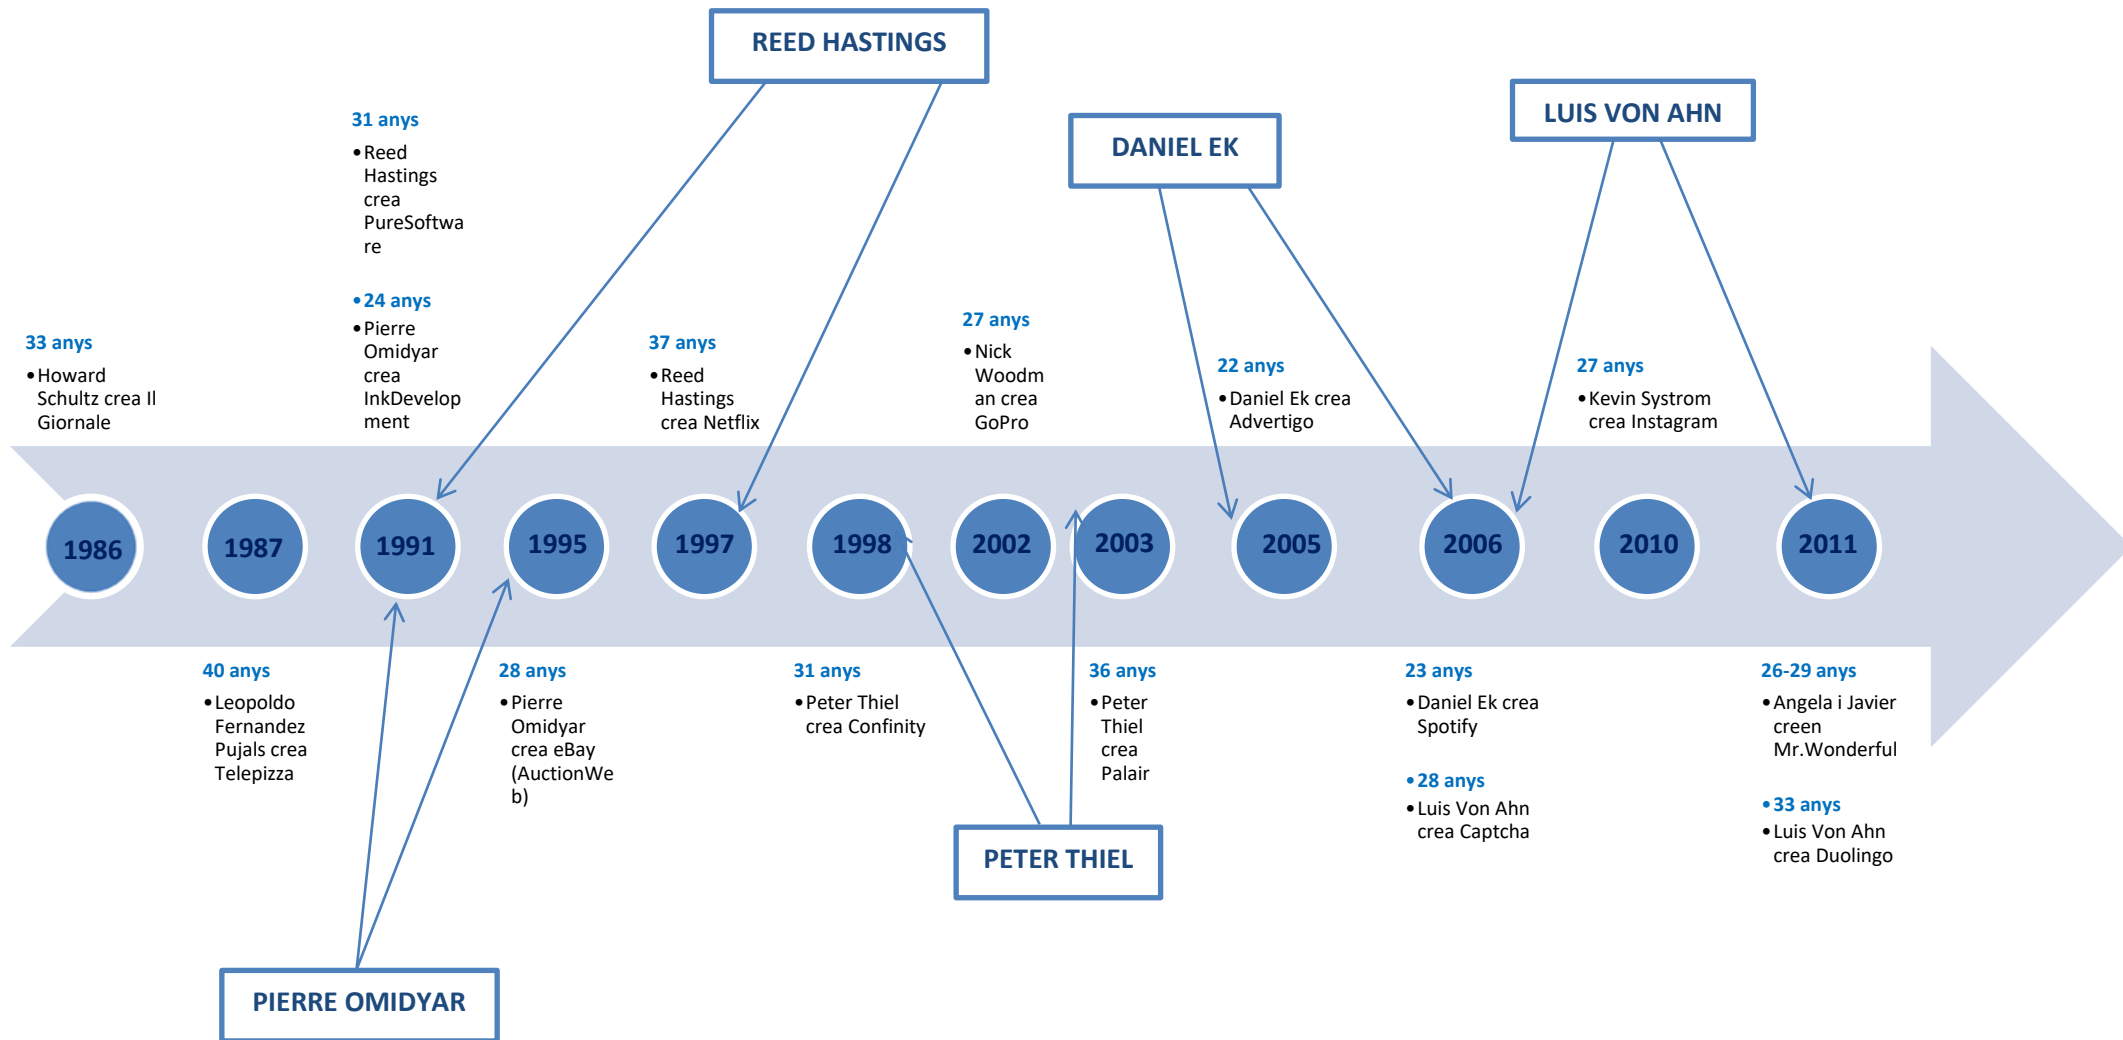 REED HASTINGS
LUIS VON AHN
DANIEL EK
31 anys
•Reed
Hastings
crea
PureSoftwa
re
•24 anys
•Pierre
Omidyar
crea
InkDevelop
ment
33 anys
•Howard
Schultz crea Il
Giornale
37 anys
•Reed
Hastings
crea Netflix
27 anys
•Nick
Woodm
an crea
GoPro
22 anys
•Daniel Ek crea
Advertigo
27 anys
•Kevin Systrom
crea Instagram
1986
1987
1991
1995
1997
1998
2002
2003
2005
2006
2010
2011
40 anys
•Leopoldo
Fernandez
Pujals crea
Telepizza
28 anys
•Pierre
Omidyar
crea eBay
(AuctionWe
b)
31 anys
•Peter Thiel
crea Confinity
36 anys
•Peter
Thiel
crea
Palair
23 anys
•Daniel Ek crea
Spotify
•28 anys
•Luis Von Ahn
crea Captcha
26-29 anys
•Angela i Javier
creen
Mr.Wonderful
•33 anys
•Luis Von Ahn
crea Duolingo
PETER THIEL
PIERRE OMIDYAR